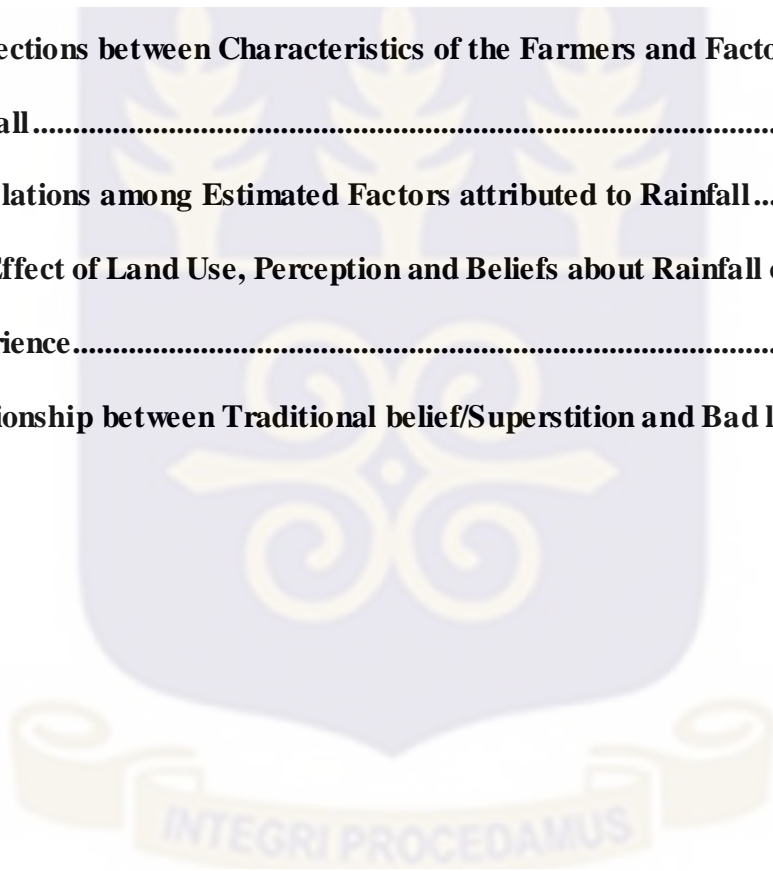 ections between Characteristics of the Farmers and Facto
all....................................................................................................
lations among Estimated Factors attributed to Rainfall...
Effect of Land Use, Perception and Beliefs about Rainfall
rience...............................................................................................
ionship between Traditional belief/Superstition and Bad l
INTEGRI PROCEDAMUS